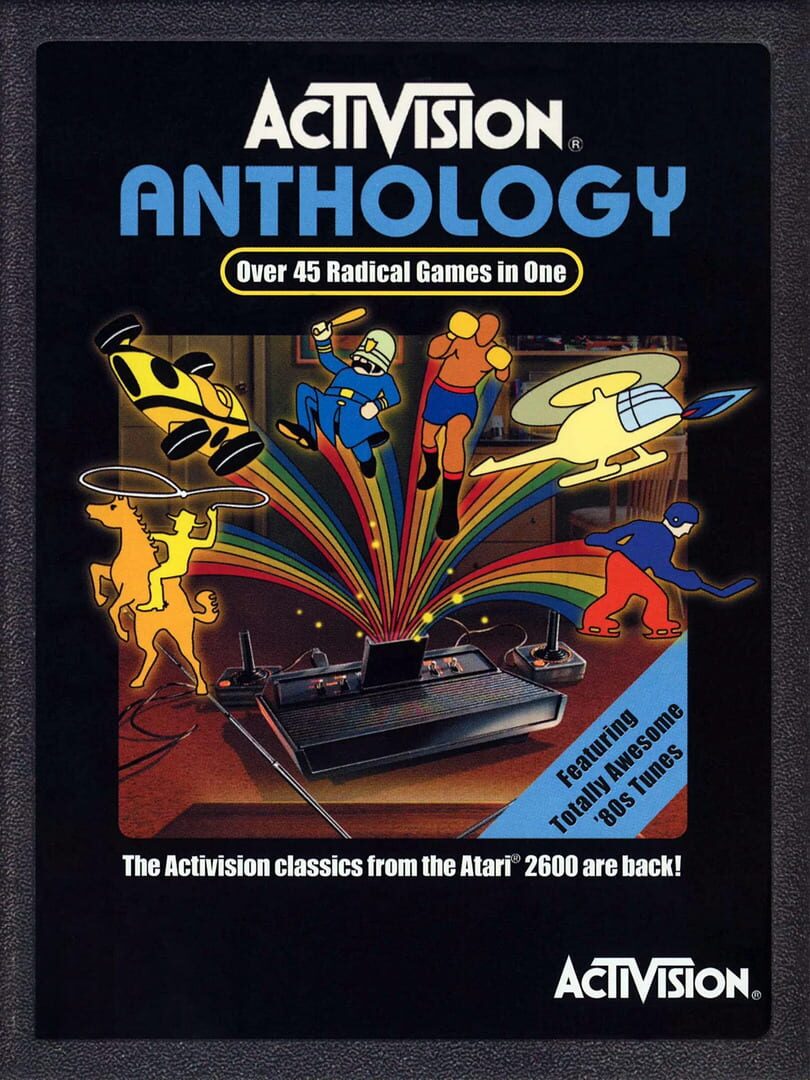 ACTIVISION®
ANTHOLOGY
Over 45 Radical Games in One
Featuring
Totally Awesome
'80s Tunes
The Activision classics from the Atari® 2600 are back!
ACTIVISION®